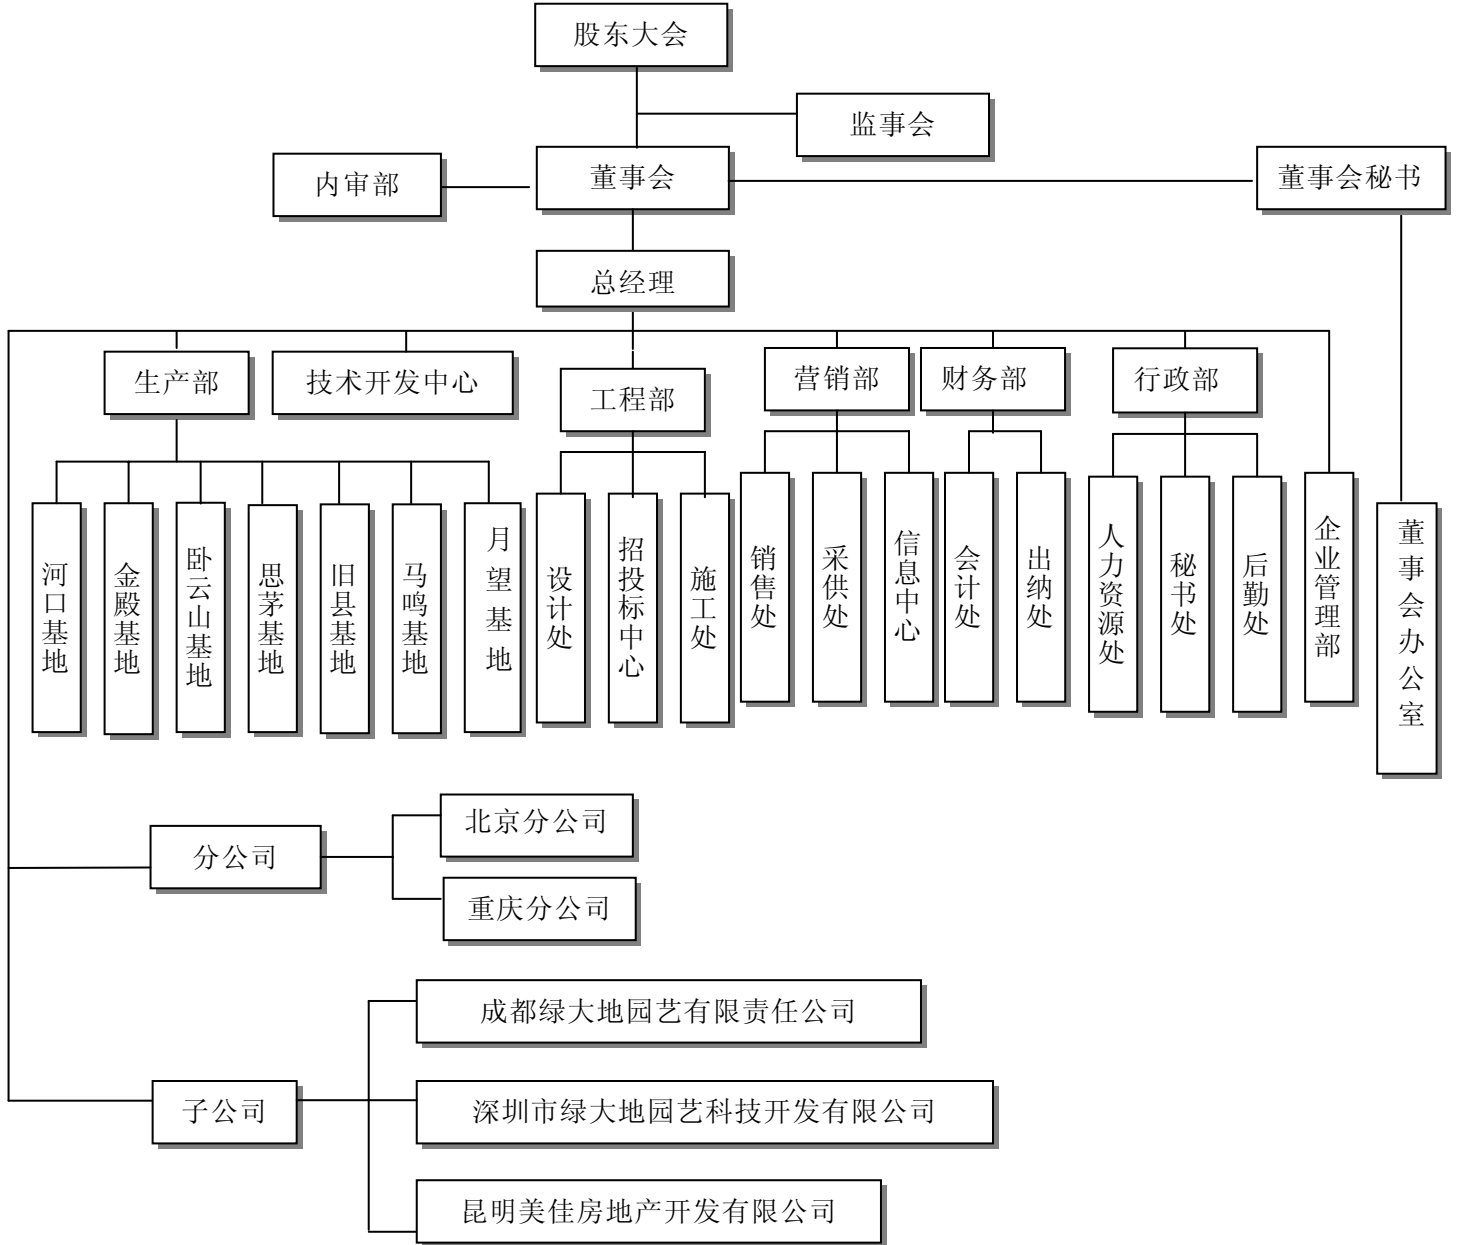 股东大会
监事会
内审部
董事会
董事会秘书
总经理
生产部
技术开发中心
工程部
营销部
财务部
行政部
河口基地
金殿基地
卧云山基地
思茅基地
旧县基地
马鸣基地
月望基地
设计处
招投标中心
施工处
销售处
采供处
信息中心
会计处
出纳处
人力资源处
秘书处
后勤处
企业管理部
董事会办公室
分公司
北京分公司
重庆分公司
子公司
成都绿大地园艺有限责任公司
深圳市绿大地园艺科技开发有限公司
昆明美佳房地产开发有限公司